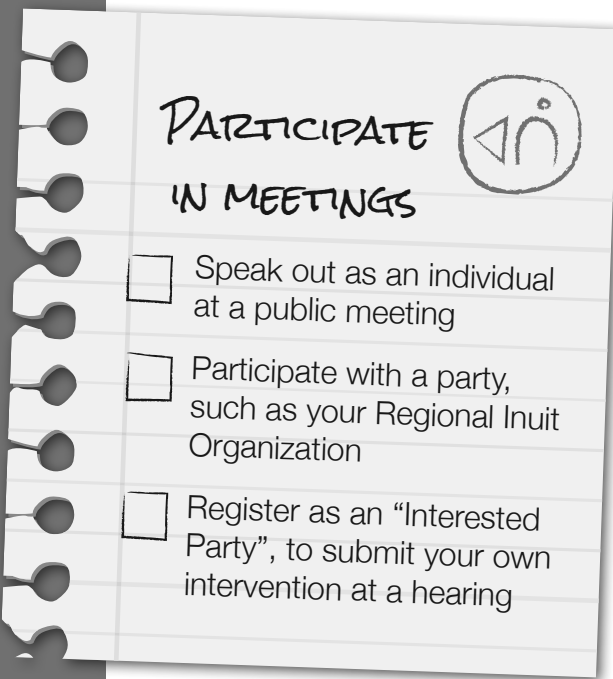 PARTICIPATE
IN MEETINGS
Speak out as an individual
at a public meeting
Participate with a party,
such as your Regional Inuit
Organization
Register as an “Interested
Party”, to submit your own
intervention at a hearing